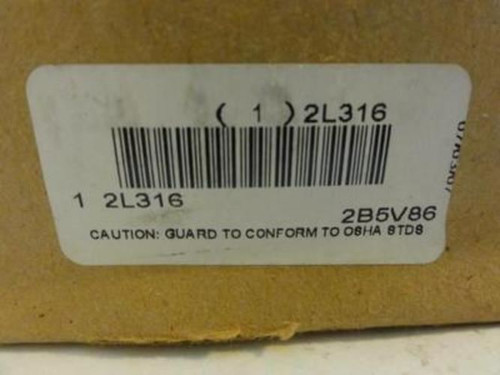 ( 1 ) 2L316
1 2L316
2B5V86
CAUTION: GUARD TO CONFORM TO OSHA STDS